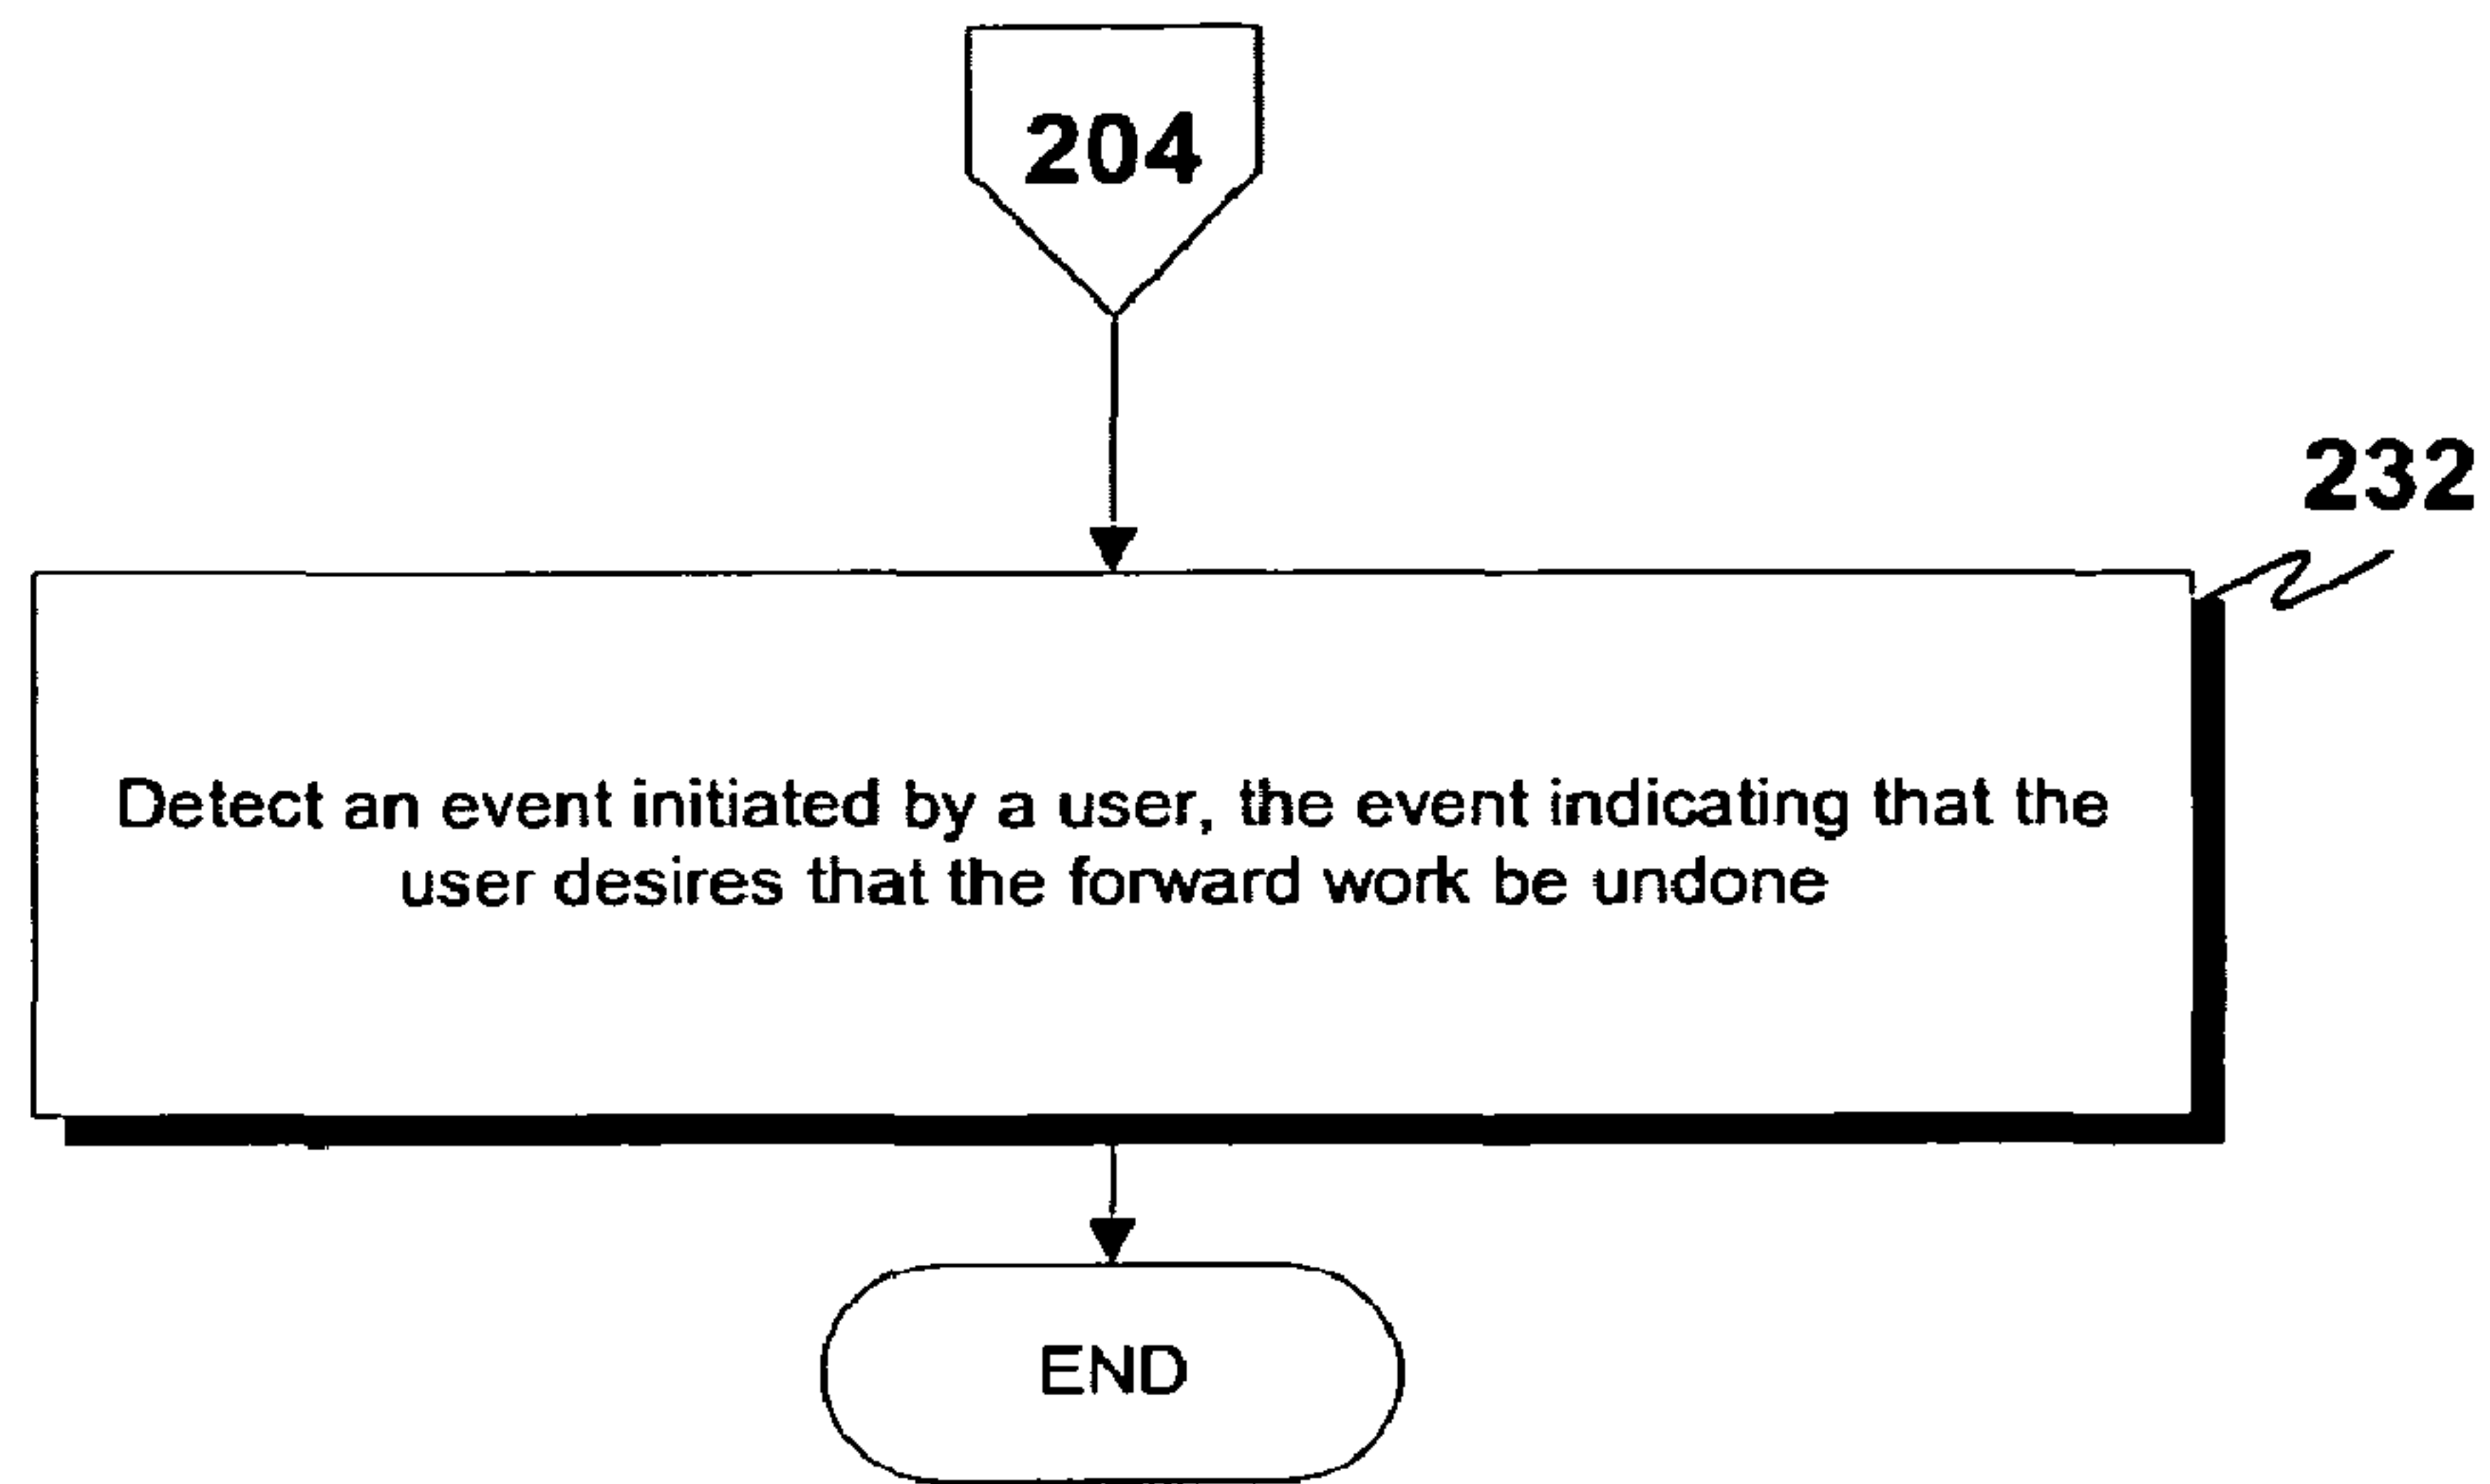 204
232
Detect an event initiated by a user, the event indicating that the
user desires that the forward work be undone
END